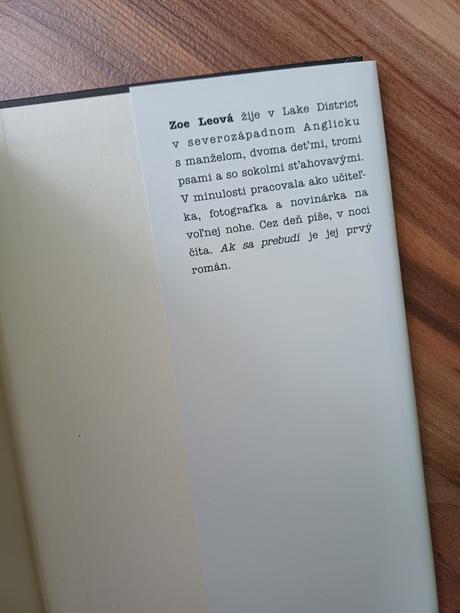 Zoe Leová žije v Lake District
v severozápadnom Anglicku
s manželom, dvoma deťmi, tromi
psami a so sokolmi sťahovavými.
V minulosti pracovala ako učiteľ-
ka, fotografka a novinárka na
voľnej nohe. Cez deň píše, v noci
číta. Ak sa prebudí je jej prvý
román.